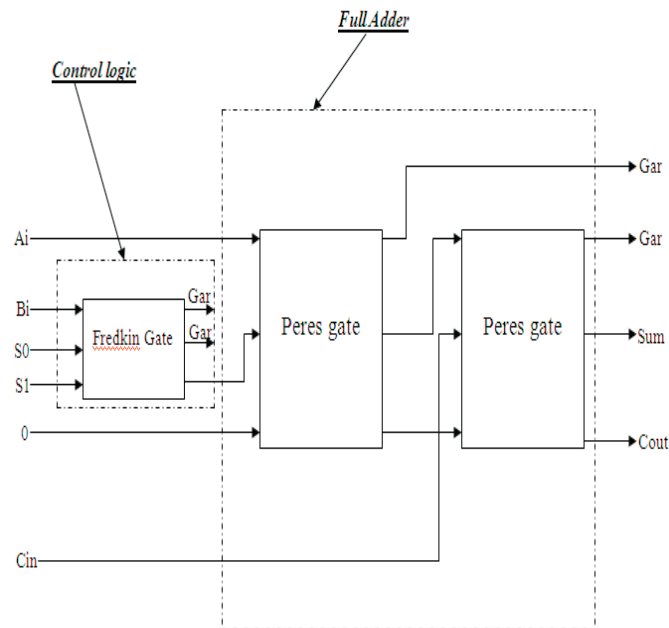 Full Adder
Control logic
Gar
Ai
Gar
Bi
Gar
Fredkin Gate
Gar
Peres gate
Peres gate
Sum
S0
S1
0
Cout
Cin